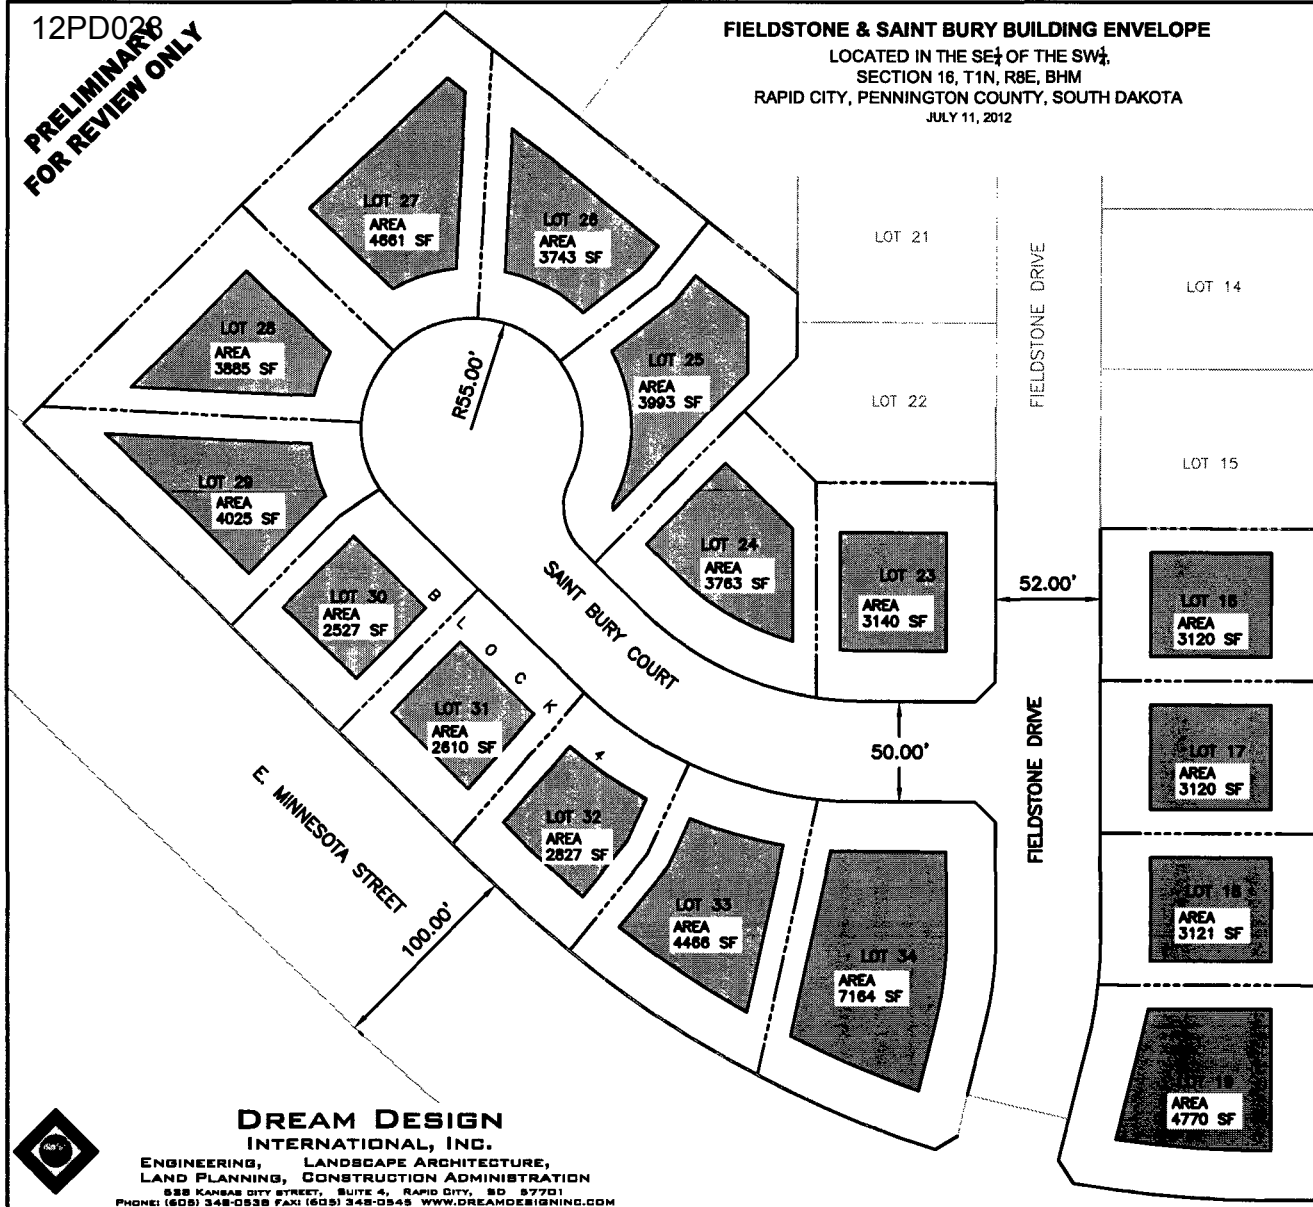 12PD028
PRELIMINARY
FOR REVIEW ONLY
FIELDSTONE & SAINT BURY BUILDING ENVELOPE
LOCATED IN THE SE¼ OF THE SW¼,
SECTION 16, T1N, R8E, BHM
RAPID CITY, PENNINGTON COUNTY, SOUTH DAKOTA
JULY 11, 2012
LOT 27
AREA
4661 SF
LOT 26
AREA
3743 SF
LOT 21
FIELDSTONE DRIVE
LOT 14
LOT 28
AREA
3885 SF
R55.00'
LOT 25
AREA
3993 SF
LOT 22
LOT 15
LOT 29
AREA
4025 SF
LOT 24
AREA
3763 SF
LOT 23
AREA
3140 SF
52.00'
LOT 16
AREA
3120 SF
LOT 30
AREA
2527 SF
SAINT BURY COURT
BLOCK 4
LOT 31
AREA
2610 SF
50.00'
FIELDSTONE DRIVE
LOT 17
AREA
3120 SF
E. MINNESOTA STREET
100.00'
LOT 32
AREA
2827 SF
LOT 33
AREA
4466 SF
LOT 34
AREA
7164 SF
LOT 18
AREA
3121 SF
LOT 19
AREA
4770 SF
DREAM DESIGN
INTERNATIONAL, INC.
ENGINEERING, LANDSCAPE ARCHITECTURE,
LAND PLANNING, CONSTRUCTION ADMINISTRATION
528 KANSAS CITY STREET, SUITE 4, RAPID CITY, SD 57701
PHONE: (605) 348-0538 FAX: (605) 348-0545 WWW.DREAMDESIGNINC.COM